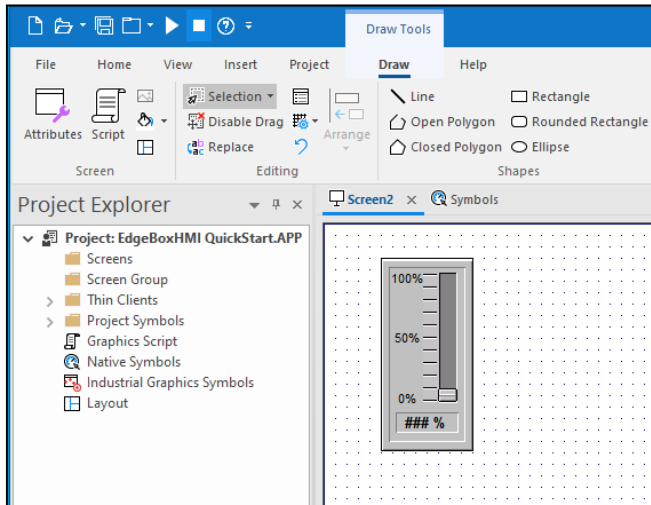 Draw Tools
File Home View Insert Project Draw Help
Selection Line Rectangle
Attributes Script Disable Drag Arrange Open Polygon Rounded Rectangle
Replace Closed Polygon Ellipse
Screen Editing Shapes
Project Explorer
Screen2 Symbols
Project: EdgeBoxHMI QuickStart.APP
Screens
Screen Group
Thin Clients
Project Symbols
Graphics Script
Native Symbols
Industrial Graphics Symbols
Layout
100%
50%
0%
### %